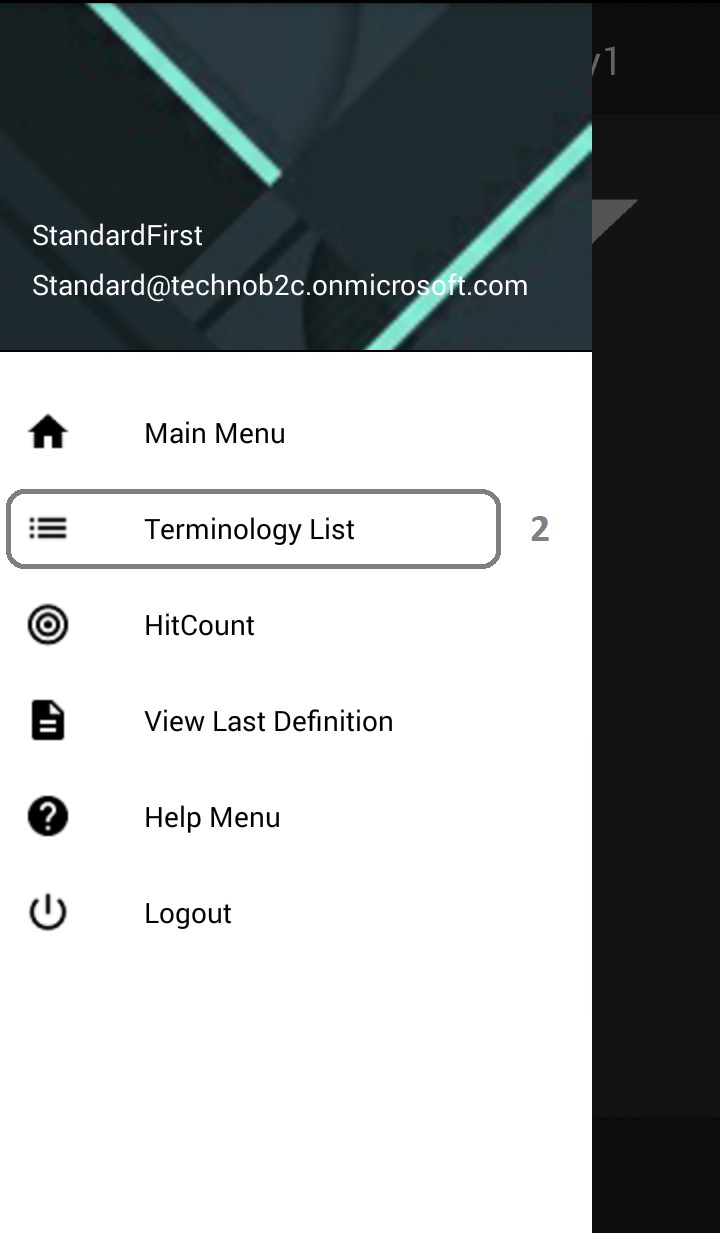 StandardFirst
Standard@technob2c.onmicrosoft.com
Main Menu
Terminology List
2
HitCount
View Last Definition
Help Menu
Logout